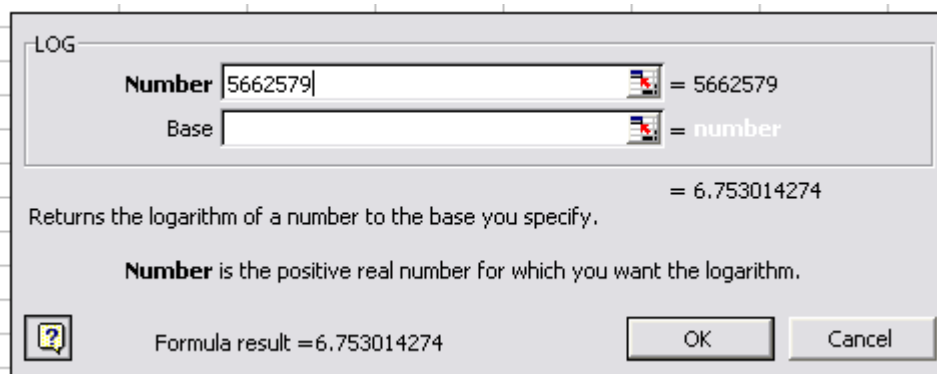 LOG
Number 5662579 = 5662579
Base = number
= 6.753014274
Returns the logarithm of a number to the base you specify.
Number is the positive real number for which you want the logarithm.
? Formula result =6.753014274 OK Cancel